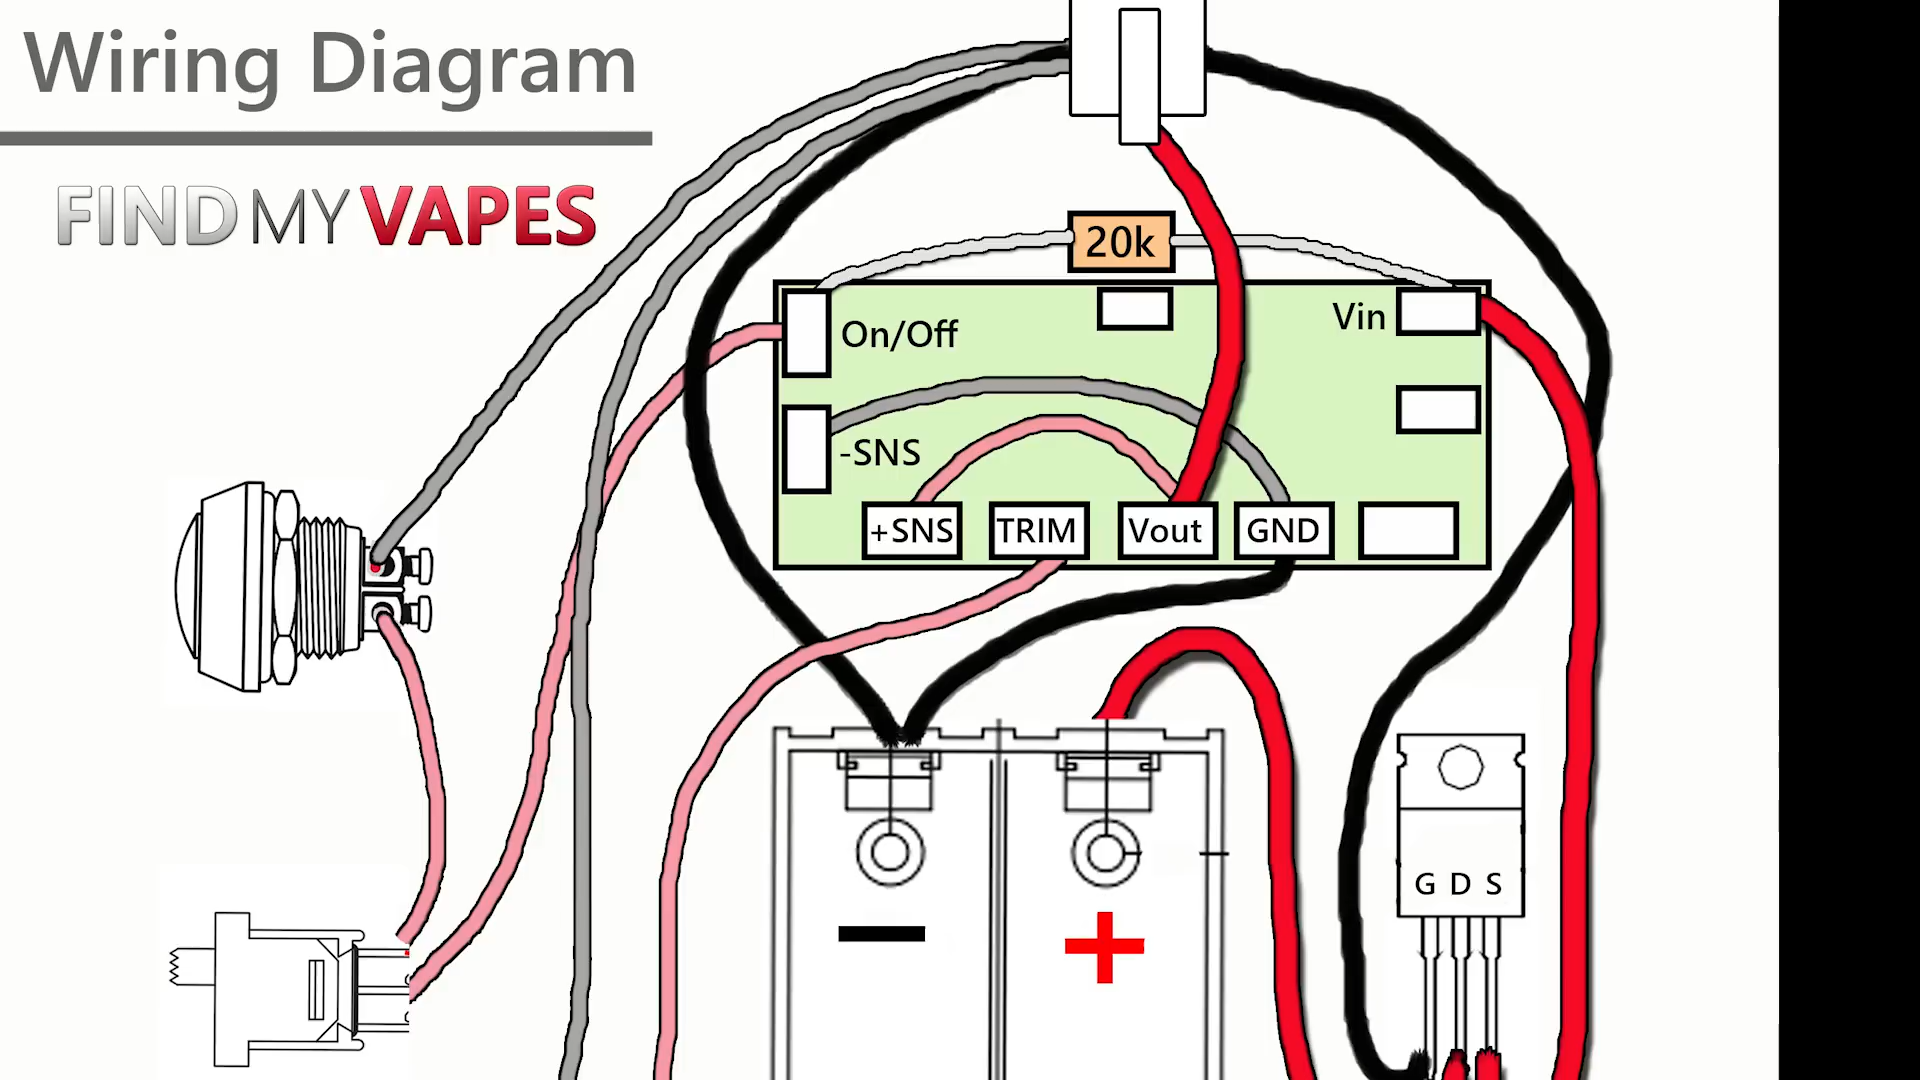 Wiring Diagram
FINDMYVAPES
20k
On/Off
Vin
-SNS
+SNS
TRIM
Vout
GND
G D S
−
+